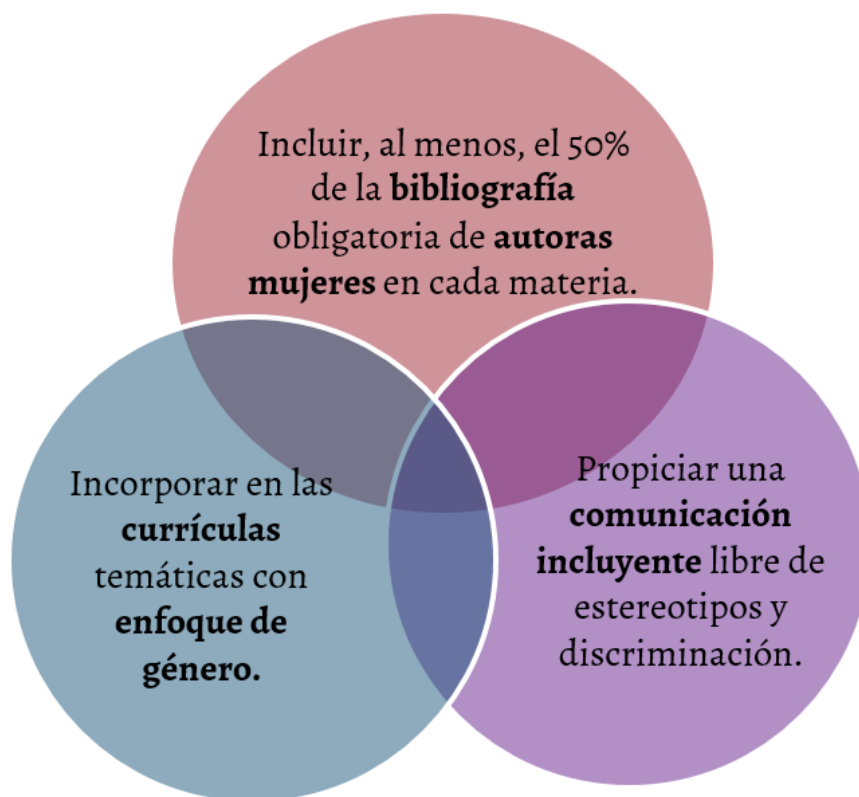 Incluir, al menos, el 50%
de la bibliografía
obligatoria de autoras
mujeres en cada materia.
Incorporar en las
currículas
temáticas con
enfoque de
género.
Propiciar una
comunicación
incluyente libre de
estereotipos y
discriminación.